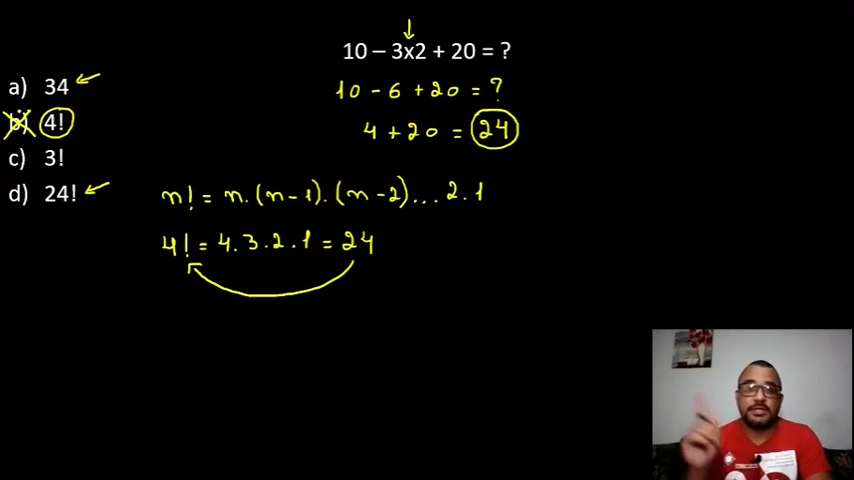 10 – 3x2 + 20 = ?
10 - 6 + 20 = ?
4 + 20 = 24
a) 34
b) 4!
c) 3!
d) 24!
n! = n.(n-1).(n-2)...2.1
4! = 4.3.2.1 = 24